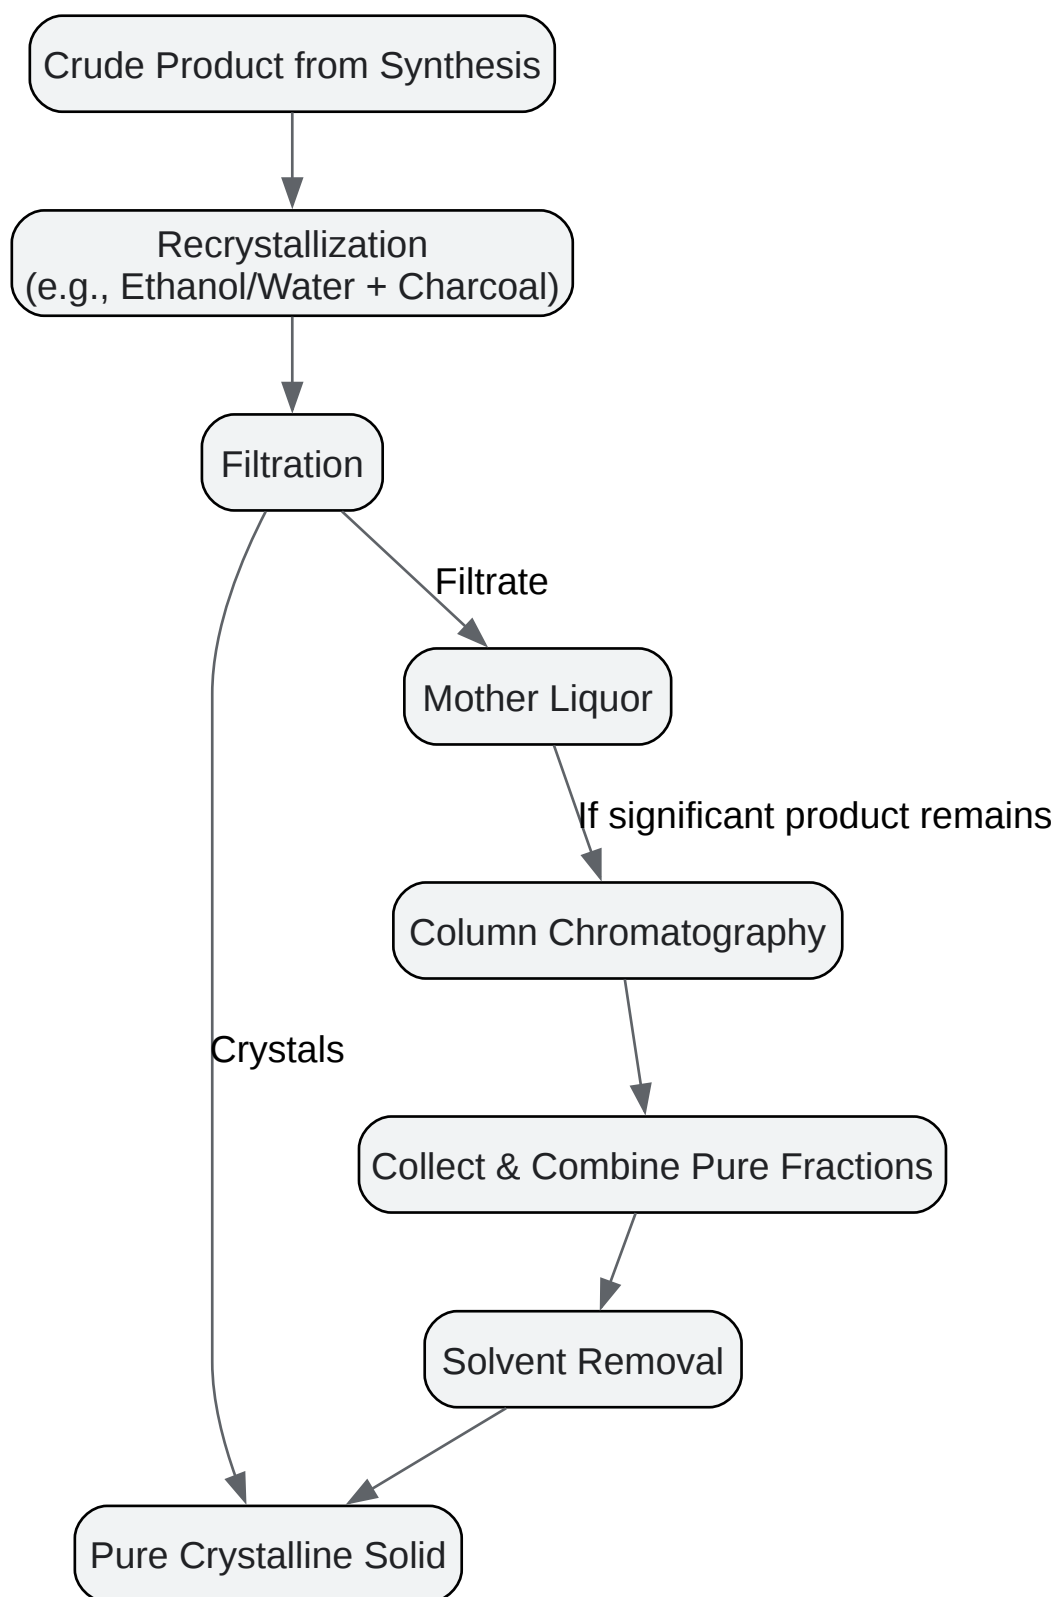 Crude Product from Synthesis
Recrystallization
(e.g., Ethanol/Water + Charcoal)
Filtration
Filtrate
Mother Liquor
If significant product remains
Column Chromatography
Crystals
Collect & Combine Pure Fractions
Solvent Removal
Pure Crystalline Solid